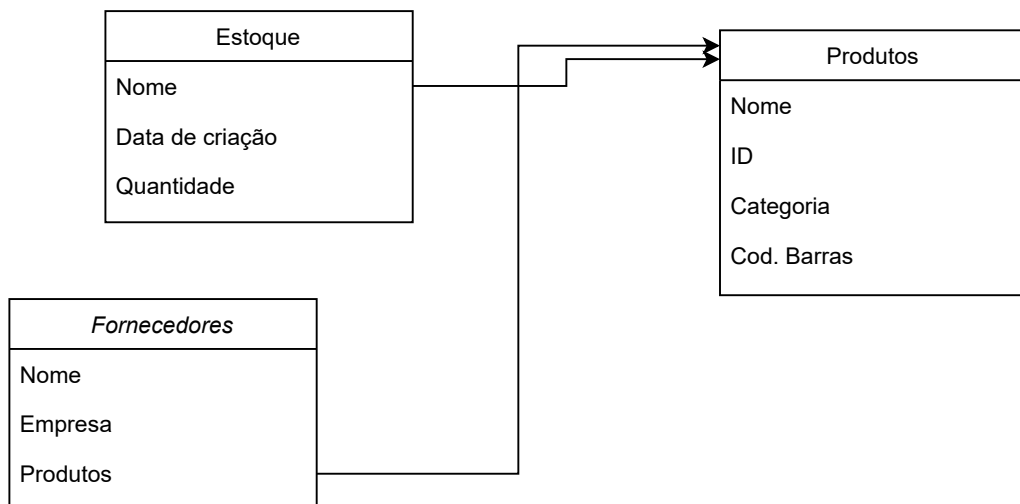 Estoque
Nome
Data de criação
Quantidade
Produtos
Nome
ID
Categoria
Cod. Barras
Fornecedores
Nome
Empresa
Produtos